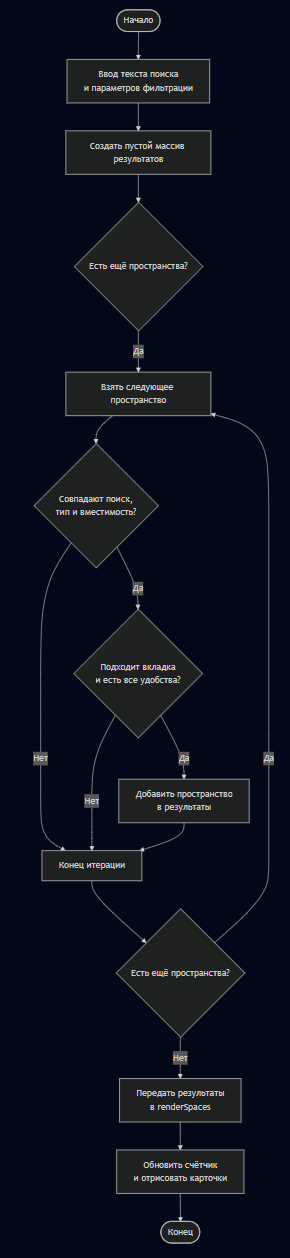 Начало
Ввод текста поиска
и параметров фильтрации
Создать пустой массив
результатов
Есть ещё пространства?
Да
Взять следующее
пространство
Совпадают поиск,
тип и вместимость?
Да
Подходит вкладка
и есть все удобства?
Нет
Да
Да
Добавить пространство
в результаты
Нет
Конец итерации
Есть ещё пространства?
Нет
Передать результаты
в renderSpaces
Обновить счётчик
и отрисовать карточки
Конец